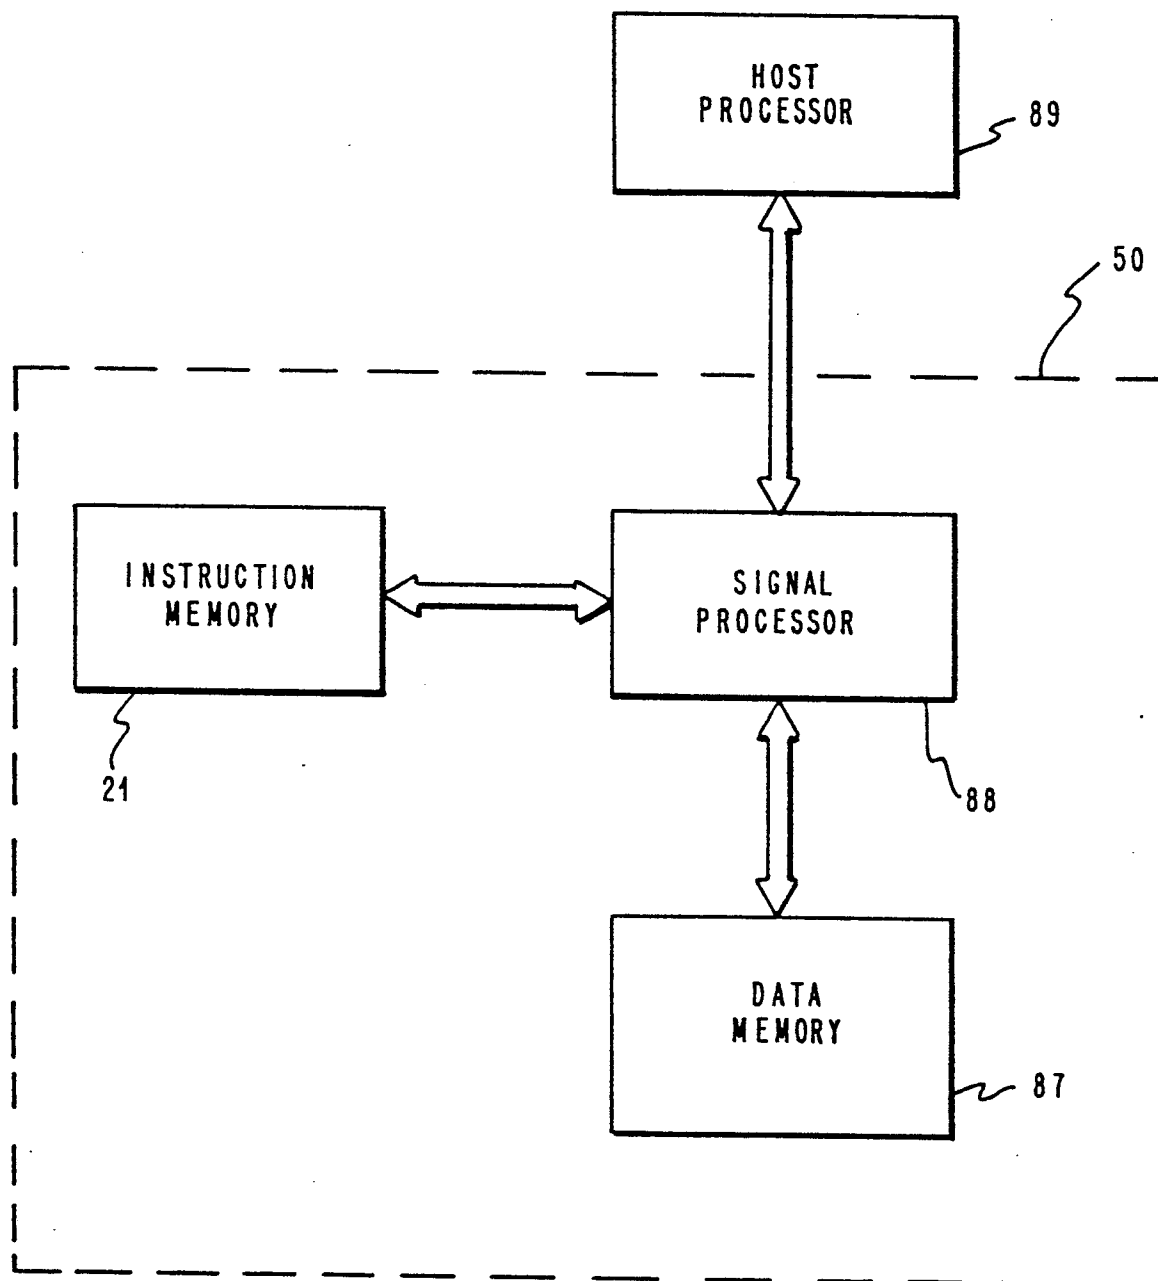 HOST
PROCESSOR
89
50
INSTRUCTION
MEMORY
SIGNAL
PROCESSOR
21
88
DATA
MEMORY
87